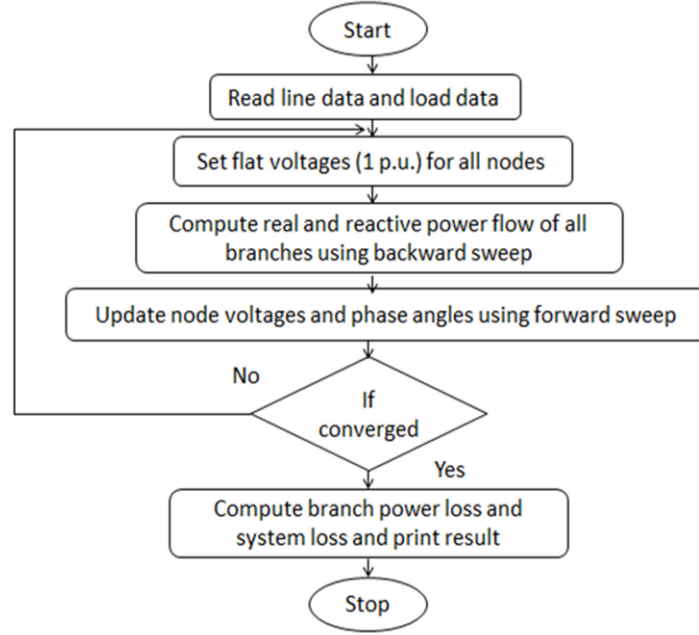 Start
Read line data and load data
Set flat voltages (1 p.u.) for all nodes
Compute real and reactive power flow of all
branches using backward sweep
Update node voltages and phase angles using forward sweep
No
If
converged
Yes
Compute branch power loss and
system loss and print result
Stop